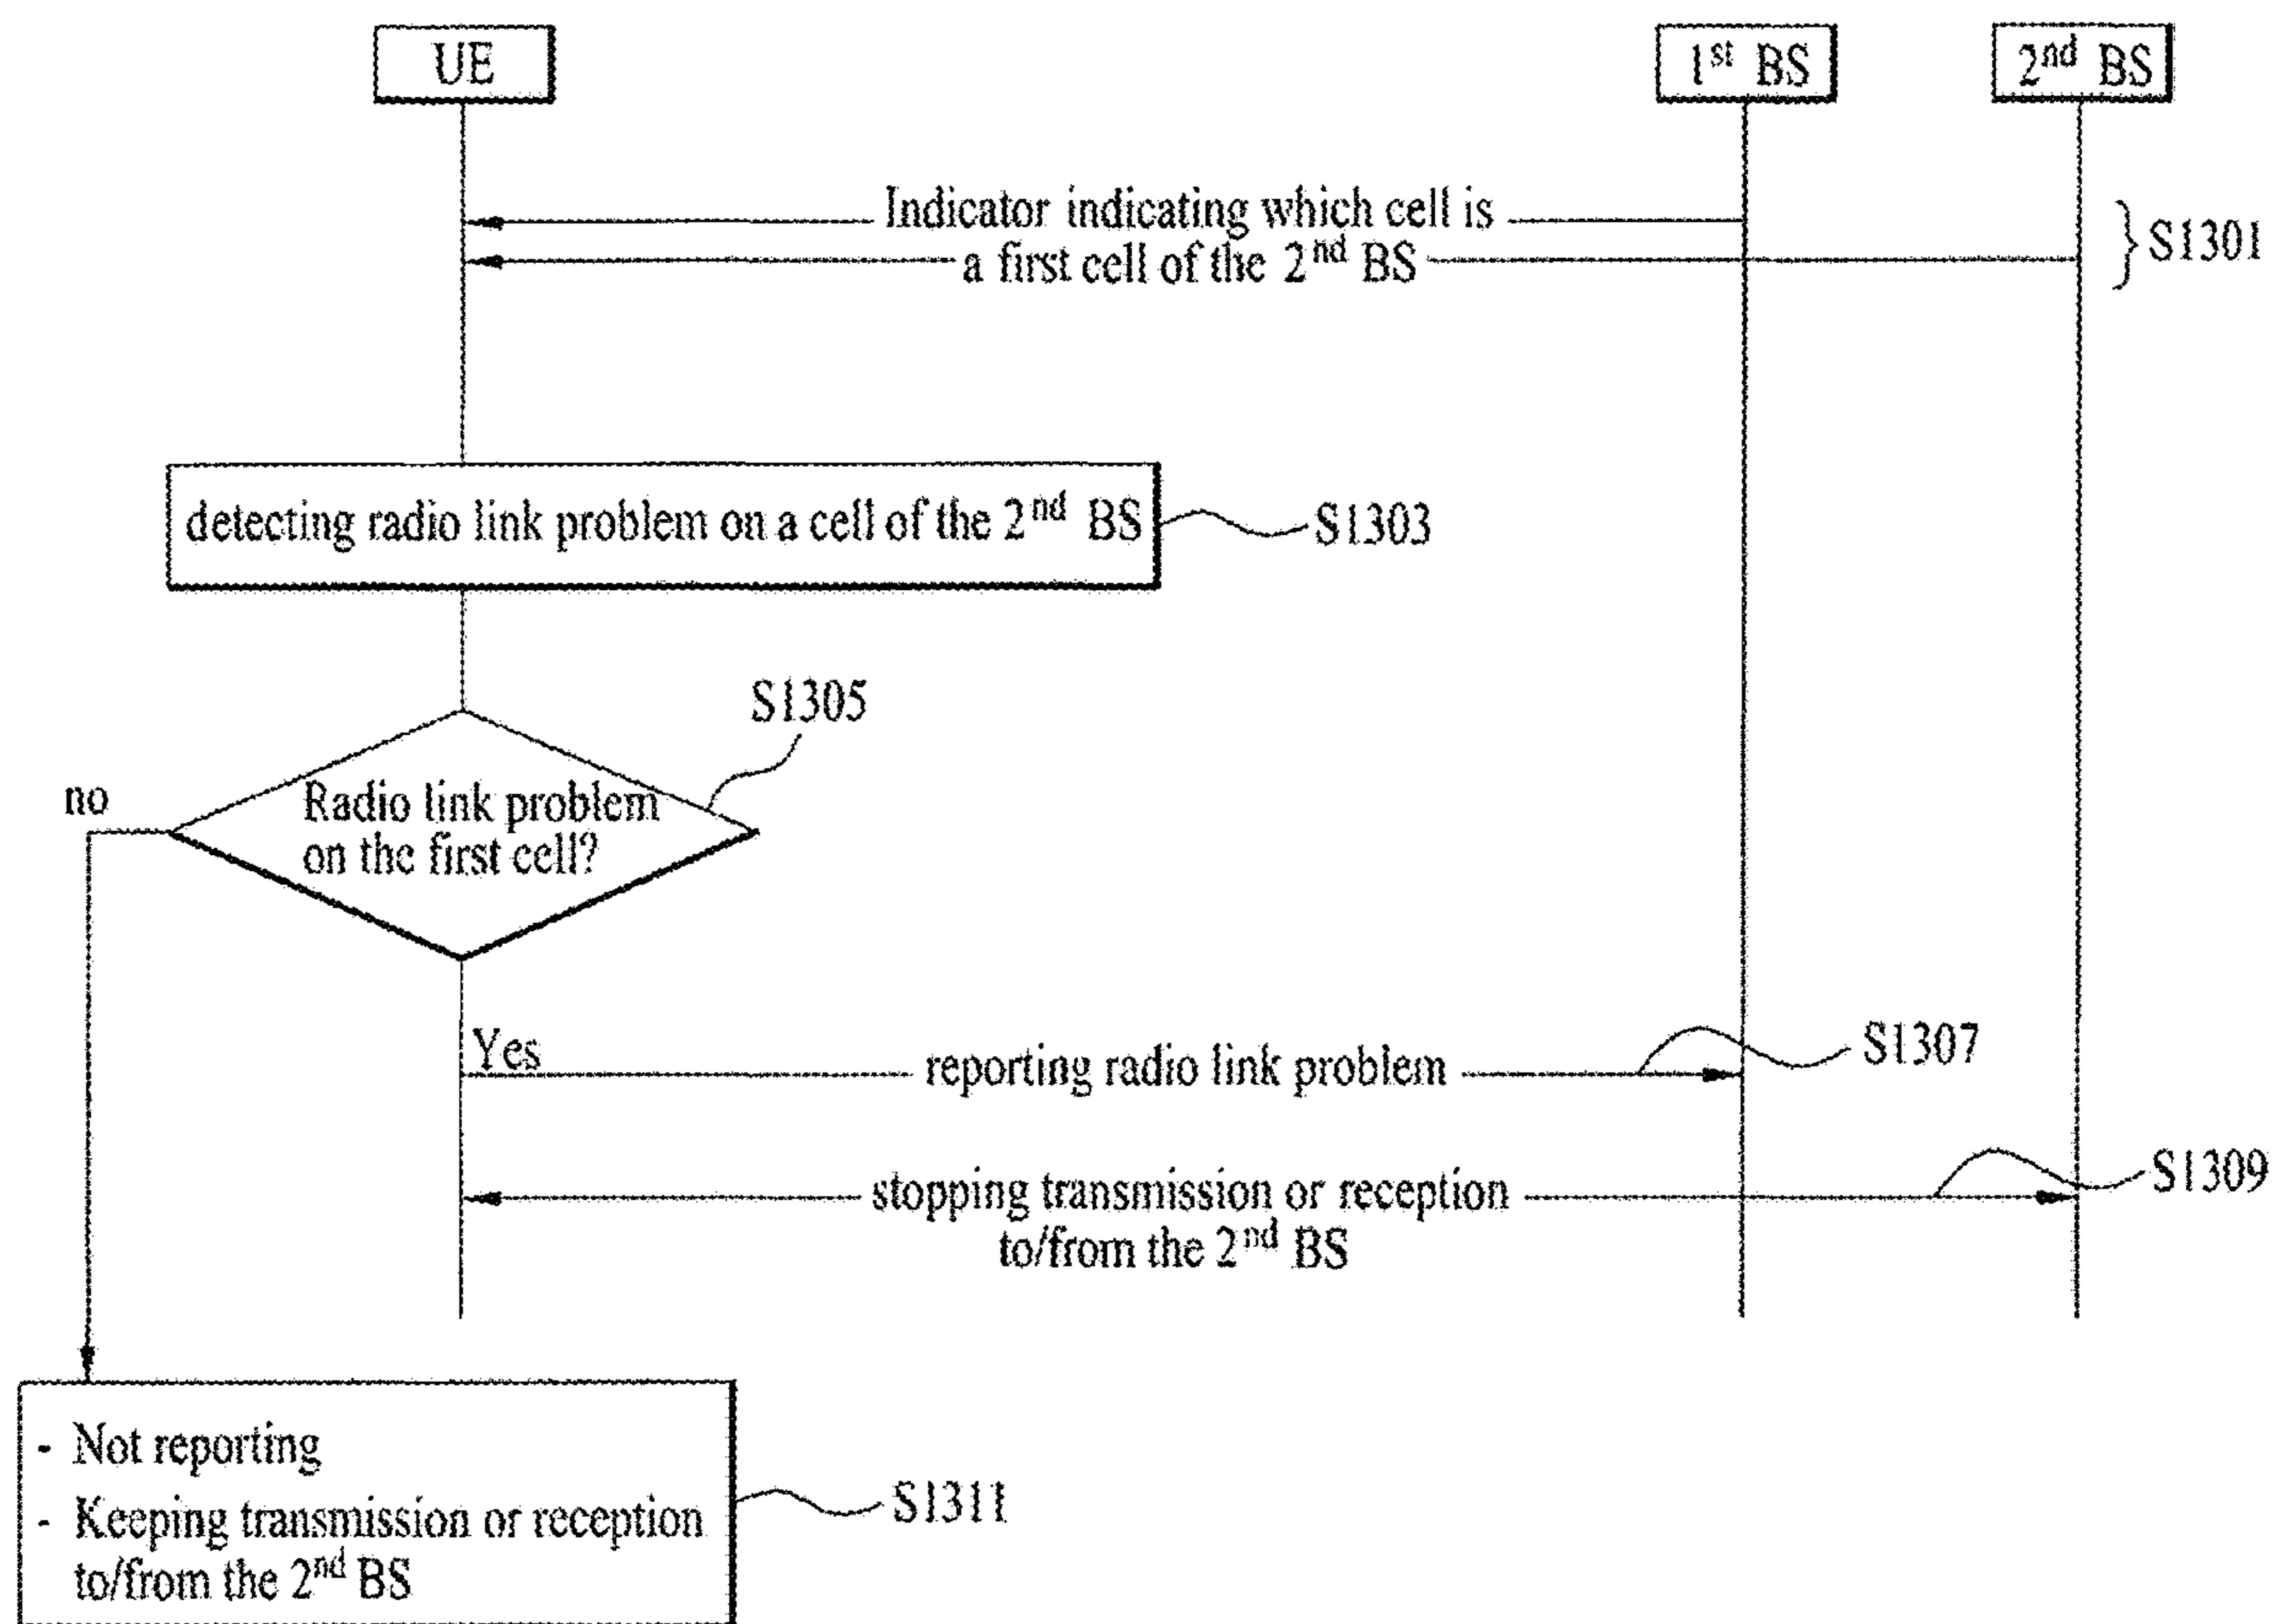 UE
1st BS
2nd BS
Indicator indicating which cell is
a first cell of the 2nd BS
S1301
detecting radio link problem on a cell of the 2nd BS
S1303
S1305
no
Radio link problem
on the first cell?
Yes
reporting radio link problem
S1307
stopping transmission or reception
to/from the 2nd BS
S1309
- Not reporting
- Keeping transmission or reception
to/from the 2nd BS
S1311